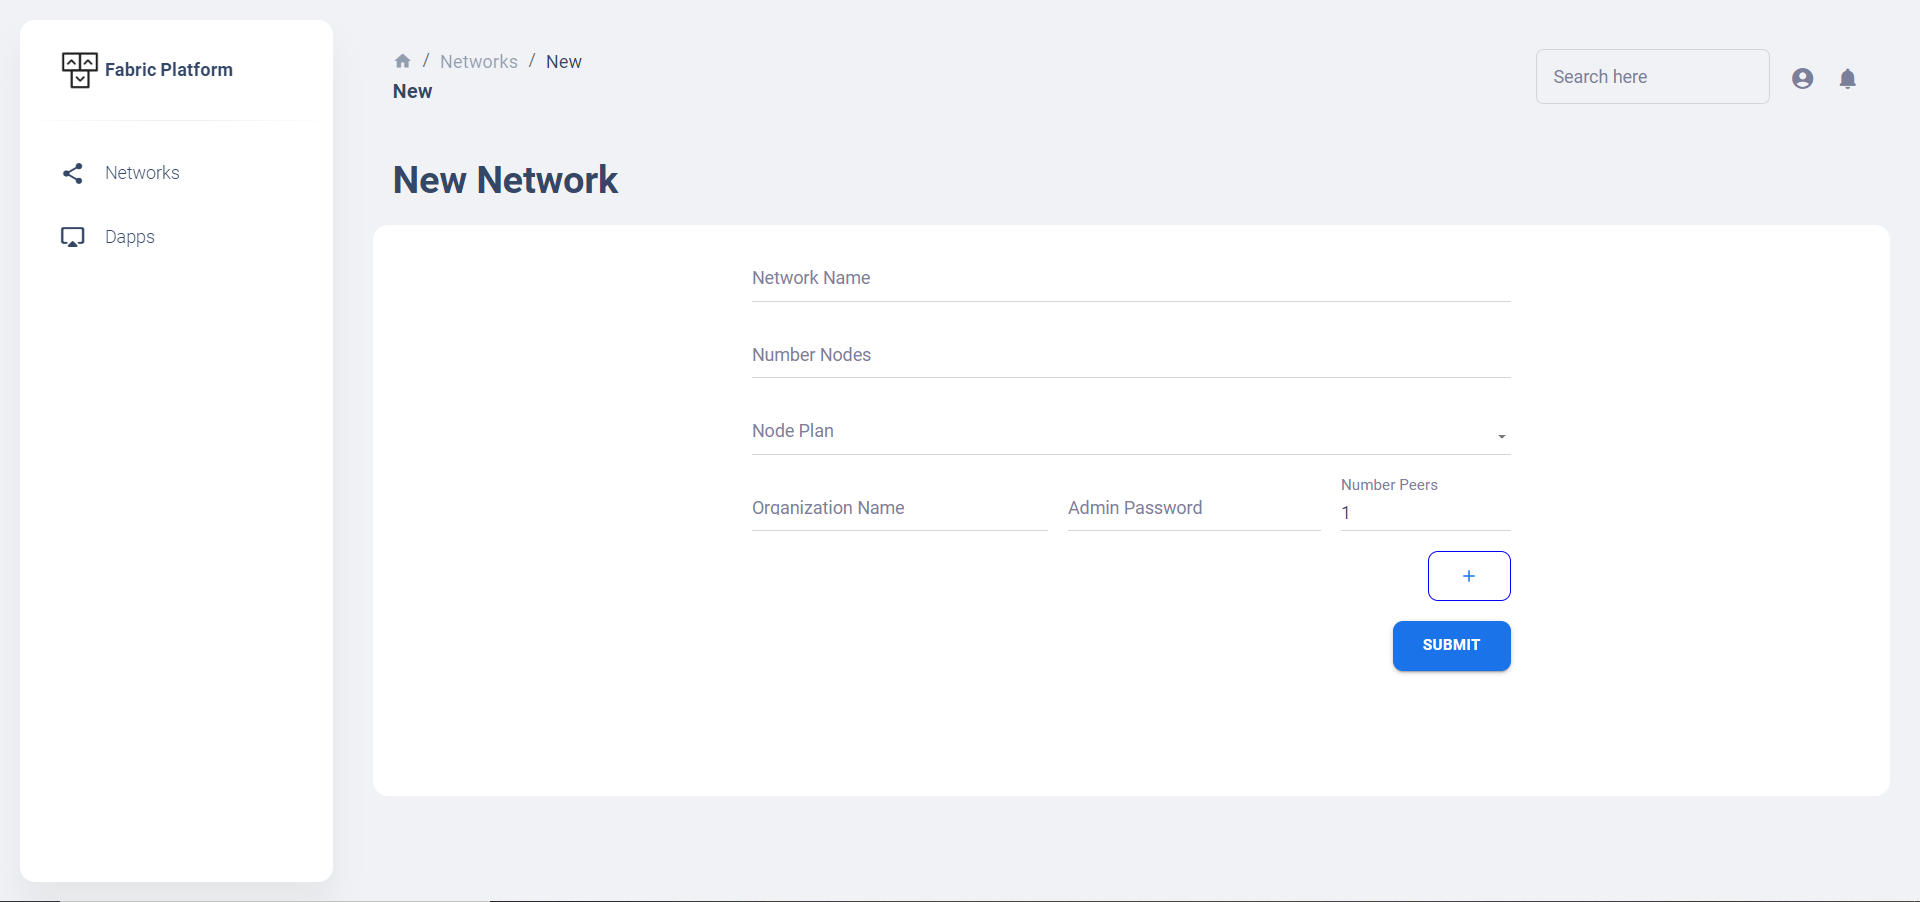 Fabric Platform
Networks
Dapps
/ Networks / New
New
Search here
New Network
Network Name
Number Nodes
Node Plan
Organization Name
Admin Password
Number Peers
1
+
SUBMIT